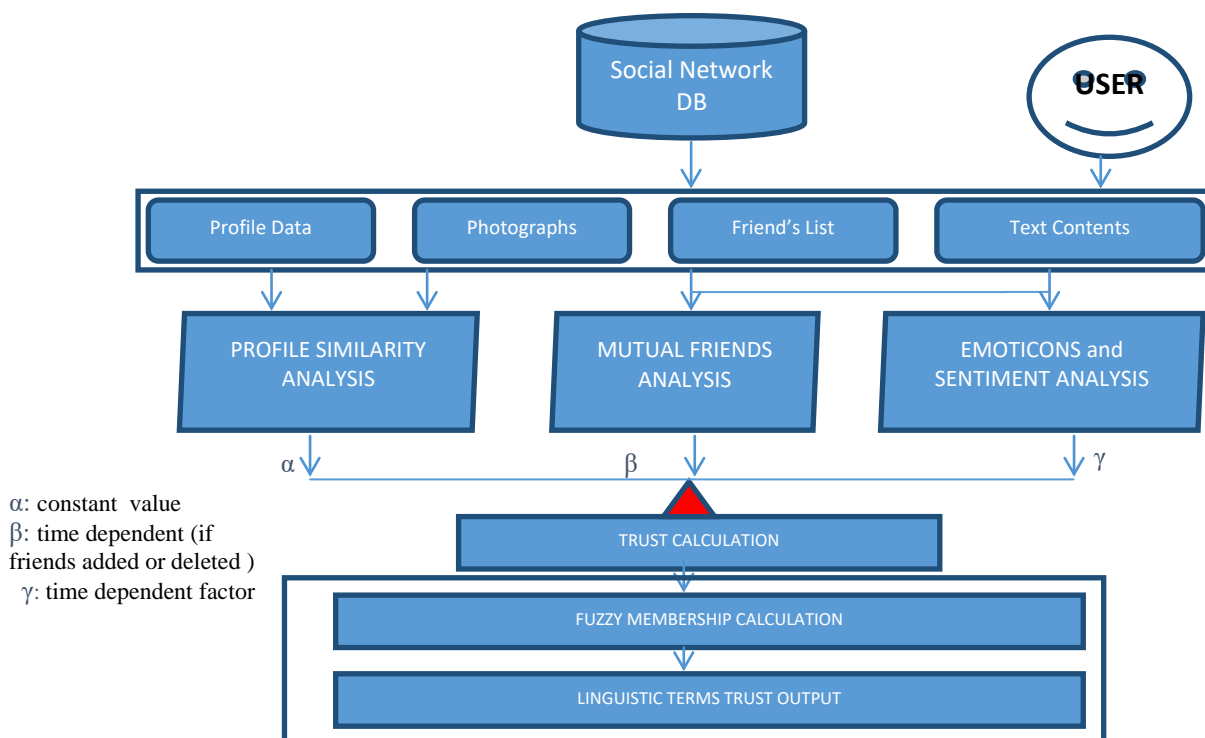 Social Network
DB
USER
Profile Data
Photographs
Friend's List
Text Contents
PROFILE SIMILARITY
ANALYSIS
MUTUAL FRIENDS
ANALYSIS
EMOTICONS and
SENTIMENT ANALYSIS
α
β
γ
α: constant value
β: time dependent (if
friends added or deleted )
γ: time dependent factor
TRUST CALCULATION
FUZZY MEMBERSHIP CALCULATION
LINGUISTIC TERMS TRUST OUTPUT